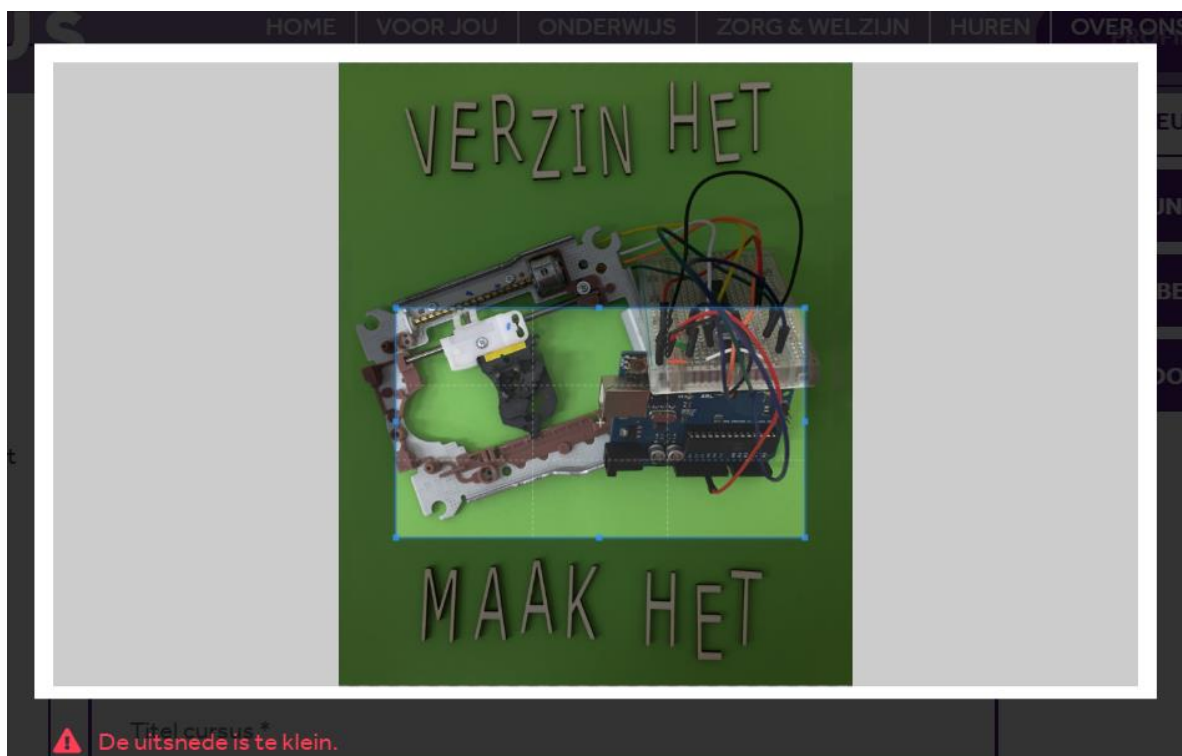 HOME VOOR JOU ONDERWIJS ZORG & WELZIJN HUREN OVER ONS
VERZIN HET
MAAK HET
Titel cursus *
De uitsnede is te klein.